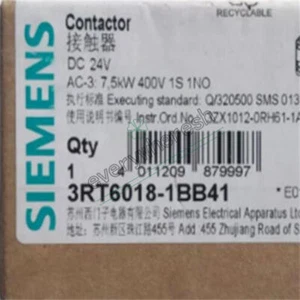 RECYCLABLE
SIEMENS
Contactor
接触器
DC 24V
AC-3: 7,5kW 400V 1S 1NO
执行标准 Executing standard: Q/320500 SMS 013
使用说明书 Instr.Ord.No.: 3ZX1012-0RH61-1A
Qty
1
4 011209 879997
3RT6018-1BB41
苏州西门子电器有限公司 Siemens Electrical Apparatus Lt
苏州新区珠江路455号 Add: 455 Zhujiang Road of S